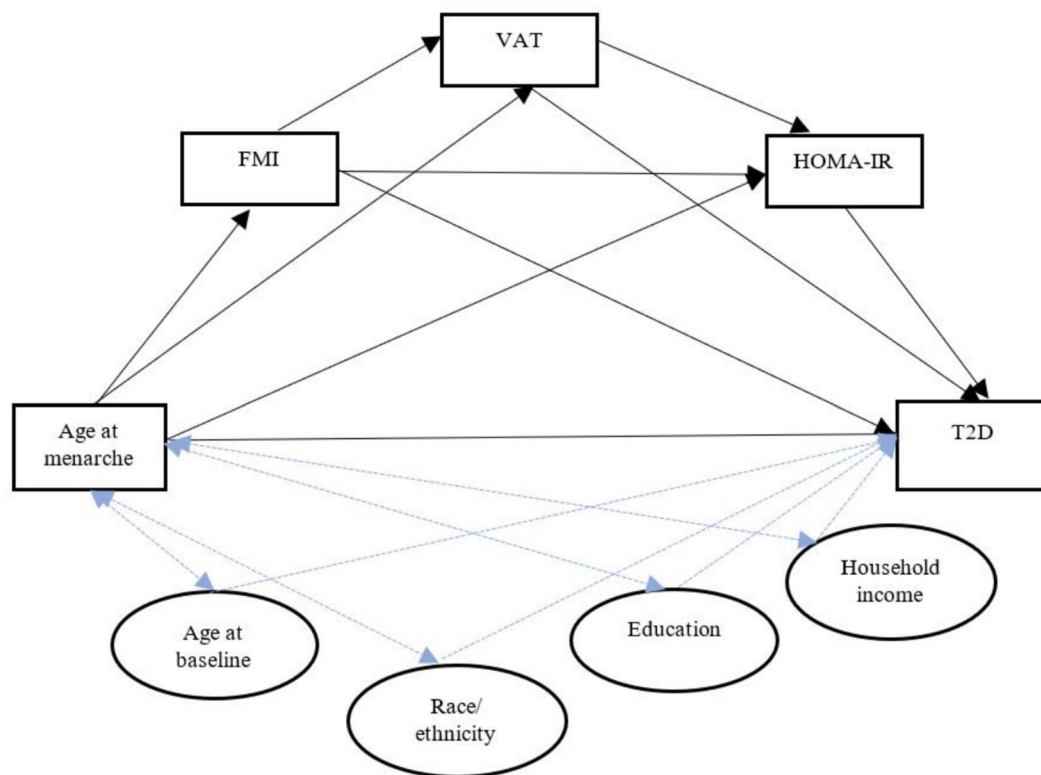 VAT
FMI
HOMA-IR
Age at
menarche
T2D
Household
income
Education
Age at
baseline
Race/
ethnicity